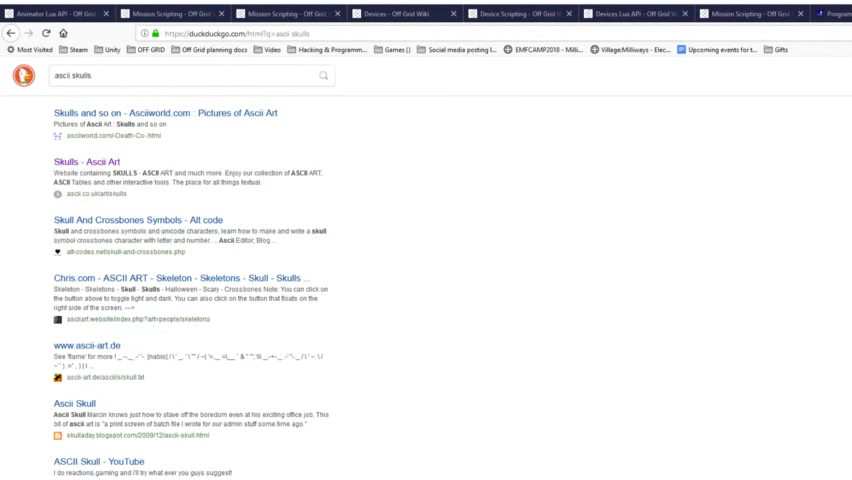 Animator Lua API - Off Grid
Mission Scripting - Off Grid
Mission Scripting - Off Grid
Devices - Off Grid Wiki
Device Scripting - Off Grid
Devices Lua API - Off Grid
Mission Scripting - Off Grid
Program
https://duckduckgo.com/html?q=ascii skulls
Most Visited
Steam
Unity
OFF GRID
Off Grid planning docs
Video
Hacking & Programm...
Games ()
Social media posting l...
EMFCAMP2018 - Milli...
Village:Milliways - Elec...
Upcoming events for t...
Gifts
ascii skulls
Skulls and so on - Asciiworld.com : Pictures of Ascii Art
Pictures of Ascii Art : Skulls and so on
asciiworld.com/-Death-Co-.html
Skulls - Ascii Art
Website containing SKULLS - ASCII ART and much more. Enjoy our collection of ASCII ART,
ASCII Tables and other interactive tools. The place for all things textual.
ascii.co.uk/art/skulls
Skull And Crossbones Symbols - Alt code
Skull and crossbones symbols and unicode characters, learn how to make and write a skull
symbol crossbones character with letter and number. ... Ascii Editor; Blog ..
alt-codes.net/skull-and-crossbones.php
Chris.com - ASCII ART - Skeleton - Skeletons - Skull - Skulls ...
Skeleton - Skeletons - Skull - Skulls - Halloween - Scary - Crossbones Note: You can click on
the button above to toggle light and dark. You can also click on the button that floats on the
right side of the screen. --->
asciiart.website/index.php?art=people/skeletons
www.ascii-art.de
See 'flame' for more !
ascii-art.de/ascii/s/skull.txt
Ascii Skull
Ascii Skull Marcin knows just how to stave off the boredom even at his exciting office job. This
bit of ascii art is "a print screen of batch file I wrote for our admin stuff some time ago."
skulladay.blogspot.com/2009/12/ascii-skull.html
ASCII Skull - YouTube
I do reactions,gaming and i'll try what ever you guys suggest!